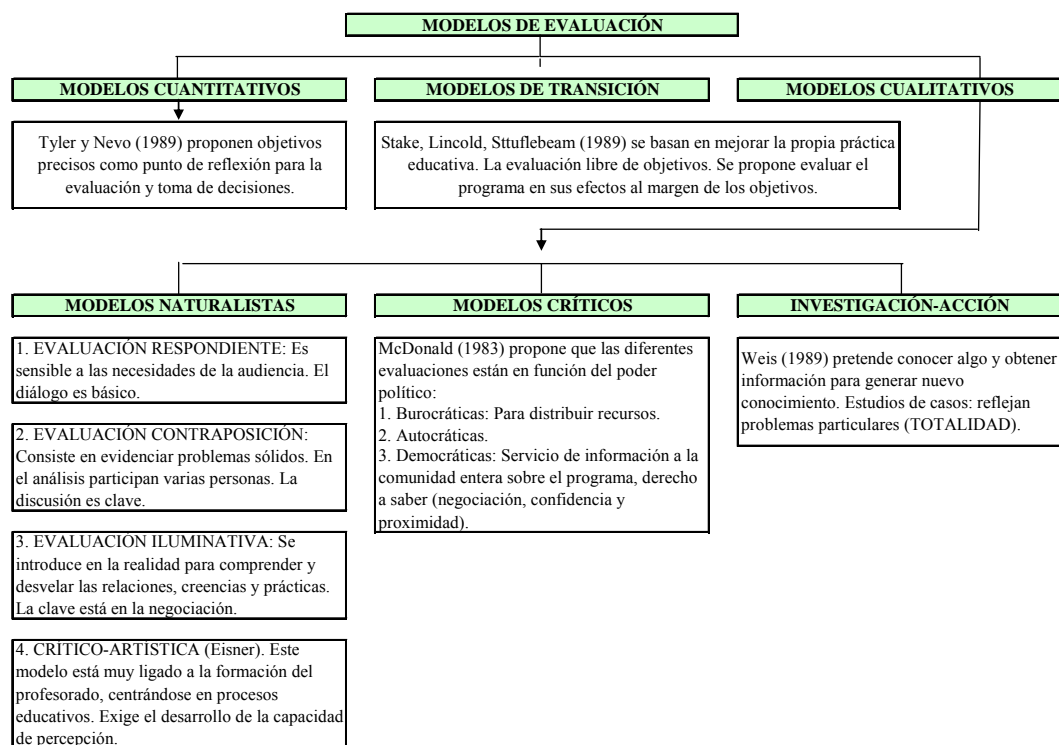 MODELOS DE EVALUACIÓN
MODELOS CUANTITATIVOS
MODELOS DE TRANSICIÓN
MODELOS CUALITATIVOS
Tyler y Nevo (1989) proponen objetivos
precisos como punto de reflexión para la
evaluación y toma de decisiones.
Stake, Lincold, Sttuflebeam (1989) se basan en mejorar la propia práctica
educativa. La evaluación libre de objetivos. Se propone evaluar el
programa en sus efectos al margen de los objetivos.
MODELOS NATURALISTAS
MODELOS CRÍTICOS
INVESTIGACIÓN-ACCIÓN
1. EVALUACIÓN RESPONDIENTE: Es
sensible a las necesidades de la audiencia. El
diálogo es básico.
2. EVALUACIÓN CONTRAPOSICIÓN:
Consiste en evidenciar problemas sólidos. En
el análisis participan varias personas. La
discusión es clave.
3. EVALUACIÓN ILUMINATIVA: Se
introduce en la realidad para comprender y
desvelar las relaciones, creencias y prácticas.
La clave está en la negociación.
4. CRÍTICO-ARTÍSTICA (Eisner). Este
modelo está muy ligado a la formación del
profesorado, centrándose en procesos
educativos. Exige el desarrollo de la capacidad
de percepción.
McDonald (1983) propone que las diferentes
evaluaciones están en función del poder
político:
1. Burocráticas: Para distribuir recursos.
2. Autocráticas.
3. Democráticas: Servicio de información a la
comunidad entera sobre el programa, derecho
a saber (negociación, confidencia y
proximidad).
Weis (1989) pretende conocer algo y obtener
información para generar nuevo
conocimiento. Estudios de casos: reflejan
problemas particulares (TOTALIDAD).